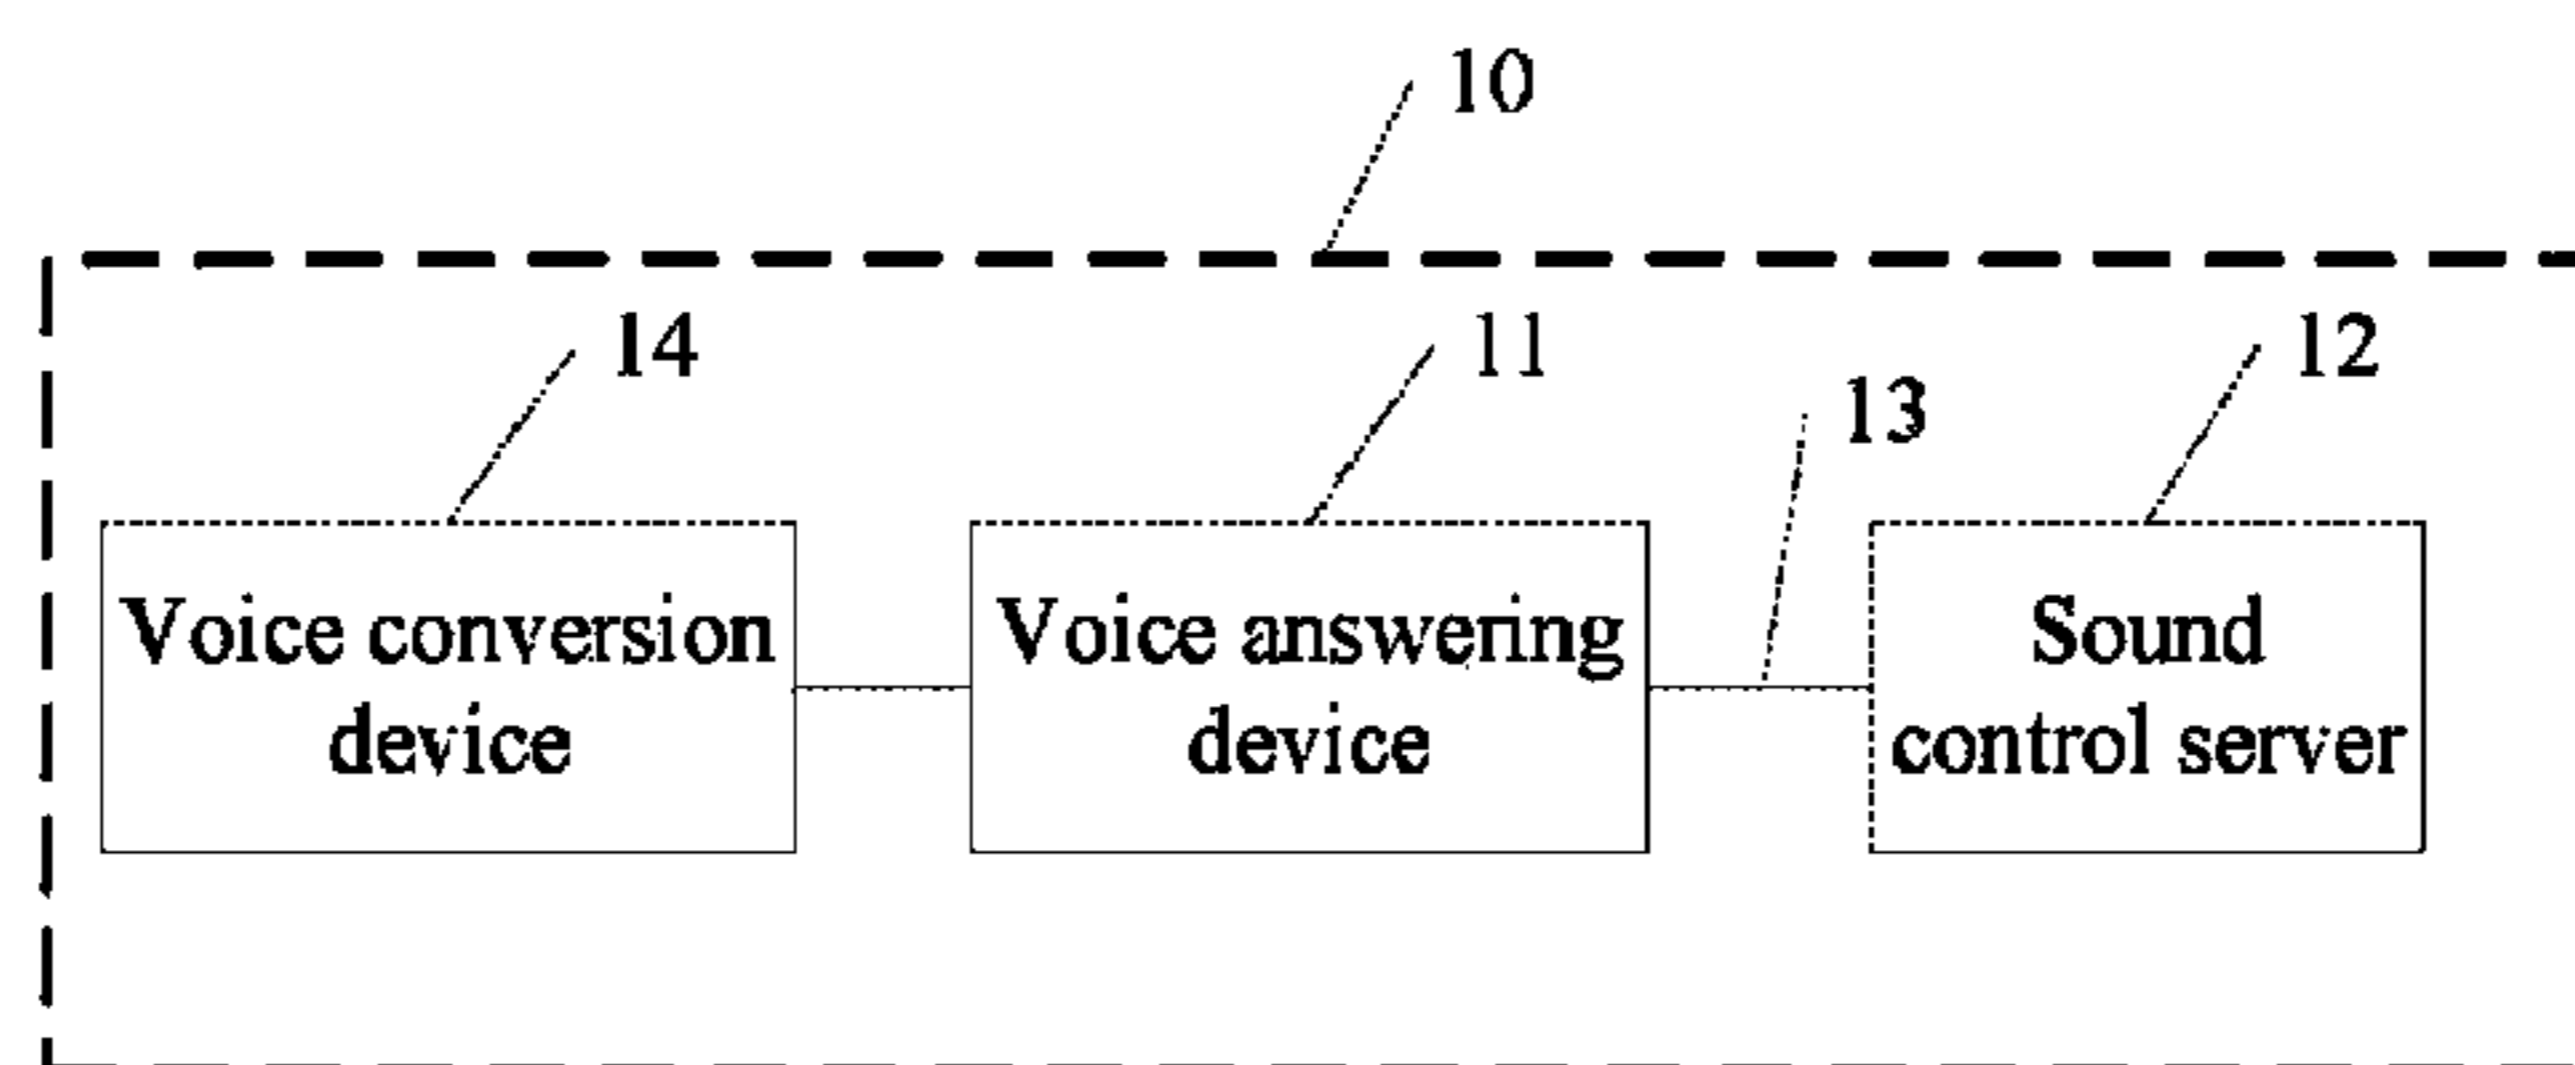 10
14
11
12
13
Voice conversion
device
Voice answering
device
Sound
control server